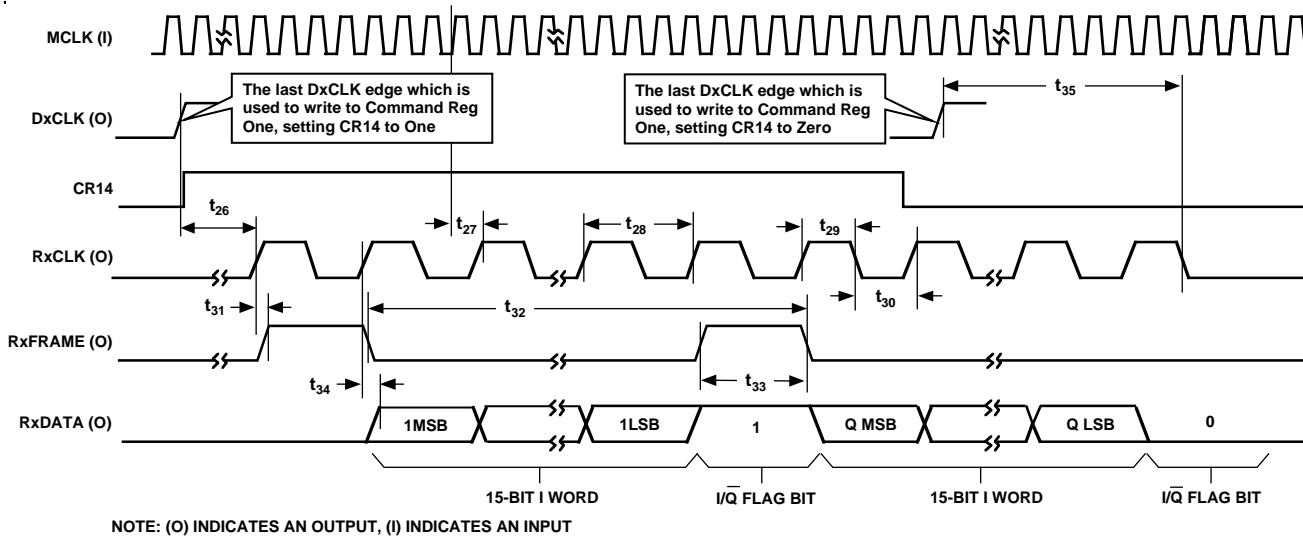 MCLK (I)
The last DxCLK edge which is
used to write to Command Reg
One, setting CR14 to One
The last DxCLK edge which is
used to write to Command Reg
One, setting CR14 to Zero
t35
DxCLK (O)
CR14
t26
t27
t28
t29
RxCLK (O)
t31
t32
t30
RxFRAME (O)
t34
t33
RxDATA (O)
1MSB
1LSB
1
Q MSB
Q LSB
0
15-BIT I WORD
I/Q̅ FLAG BIT
15-BIT I WORD
I/Q̅ FLAG BIT
NOTE: (O) INDICATES AN OUTPUT, (I) INDICATES AN INPUT